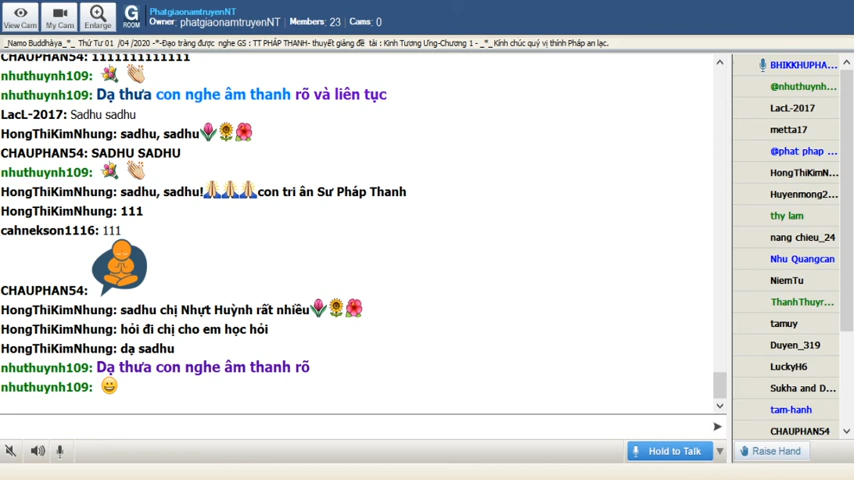 PhatgiaonamtruyenNT
Owner: phatgiaonamtruyenNT | Members: 23 | Cams: 0
View Cam
My Cam
Enlarge
G ROOM
_Namo Buddhàya_*_ Thứ Tư 01 /04 /2020 -*-Đạo tràng được nghe GS : TT PHÁP THANH- thuyết giảng đề tài : Kinh Tương Ưng-Chương 1 - _*_ Kính chúc quý vị thính Pháp an lạc.
CHAUPHAN54: 1111111111111
nhuthuynh109:
nhuthuynh109: Dạ thưa con nghe âm thanh rõ và liên tục
LacL-2017: Sadhu sadhu
HongThiKimNhung: sadhu, sadhu
CHAUPHAN54: SADHU SADHU
nhuthuynh109:
HongThiKimNhung: sadhu, sadhu! con tri ân Sư Pháp Thanh
HongThiKimNhung: 111
cahnekson1116: 111
CHAUPHAN54:
HongThiKimNhung: sadhu chị Nhựt Huỳnh rất nhiều
HongThiKimNhung: hỏi đi chị cho em học hỏi
HongThiKimNhung: dạ sadhu
nhuthuynh109: Dạ thưa con nghe âm thanh rõ
nhuthuynh109:
BHIKKHUPHA...
@nhuthuynh...
LacL-2017
metta17
@phat phap ...
HongThiKimN...
Huyenmong2...
thy lam
nang chieu_24
Nhu Quangcan
NiemTu
ThanhThuyr...
tamuy
Duyen_319
LuckyH6
Sukha and D...
tam-hanh
CHAUPHAN54
Hold to Talk
Raise Hand